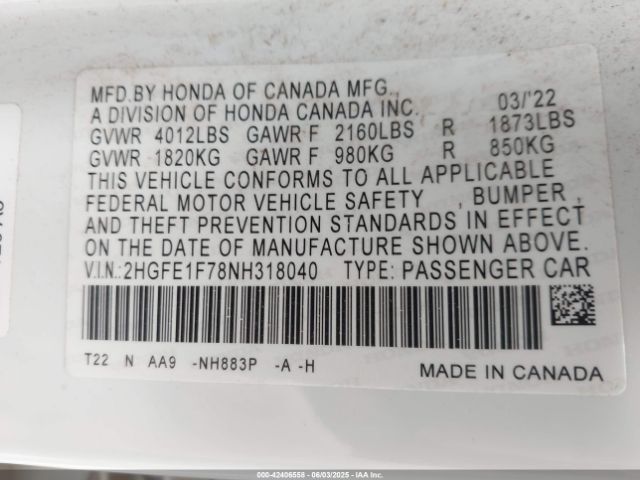 MFD.BY HONDA OF CANADA MFG.,
A DIVISION OF HONDA CANADA INC. 03/'22
GVWR 4012LBS GAWR F 2160LBS R 1873LBS
GVWR 1820KG GAWR F 980KG R 850KG
THIS VEHICLE CONFORMS TO ALL APPLICABLE
FEDERAL MOTOR VEHICLE SAFETY , BUMPER ,
AND THEFT PREVENTION STANDARDS IN EFFECT
ON THE DATE OF MANUFACTURE SHOWN ABOVE.
V.I.N.:2HGFE1F78NH318040 TYPE: PASSENGER CAR
T22 N AA9 -NH883P -A -H
MADE IN CANADA
000-42406558 - 06/03/2025 - IAA Inc.